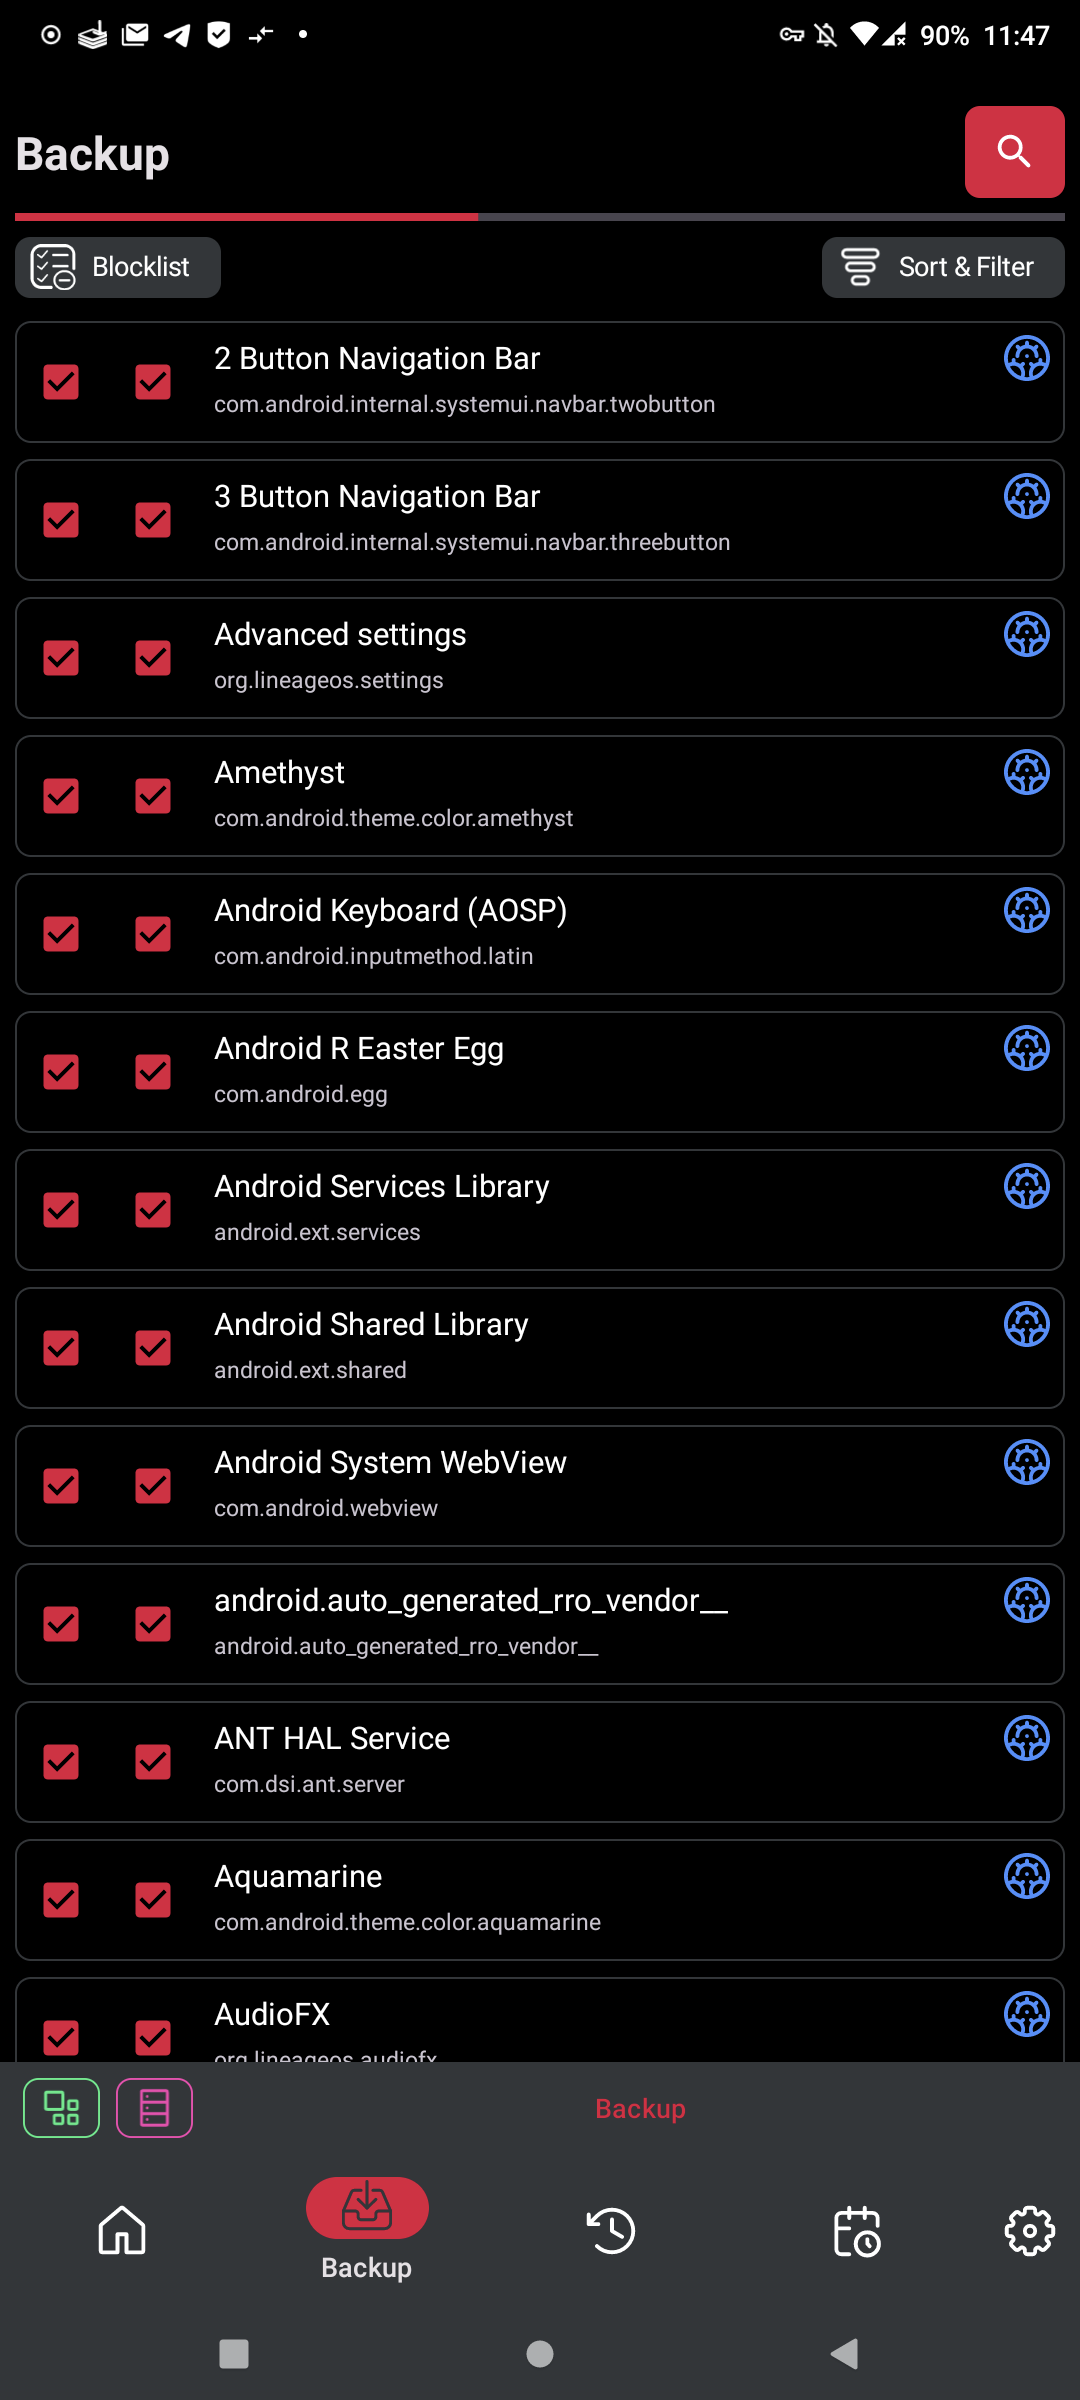 90% 11:47
Backup
Blocklist
Sort & Filter
2 Button Navigation Bar
com.android.internal.systemui.navbar.twobutton
3 Button Navigation Bar
com.android.internal.systemui.navbar.threebutton
Advanced settings
org.lineageos.settings
Amethyst
com.android.theme.color.amethyst
Android Keyboard (AOSP)
com.android.inputmethod.latin
Android R Easter Egg
com.android.egg
Android Services Library
android.ext.services
Android Shared Library
android.ext.shared
Android System WebView
com.android.webview
android.auto_generated_rro_vendor__
android.auto_generated_rro_vendor__
ANT HAL Service
com.dsi.ant.server
Aquamarine
com.android.theme.color.aquamarine
AudioFX
org.lineageos.audiofx
Backup
Backup